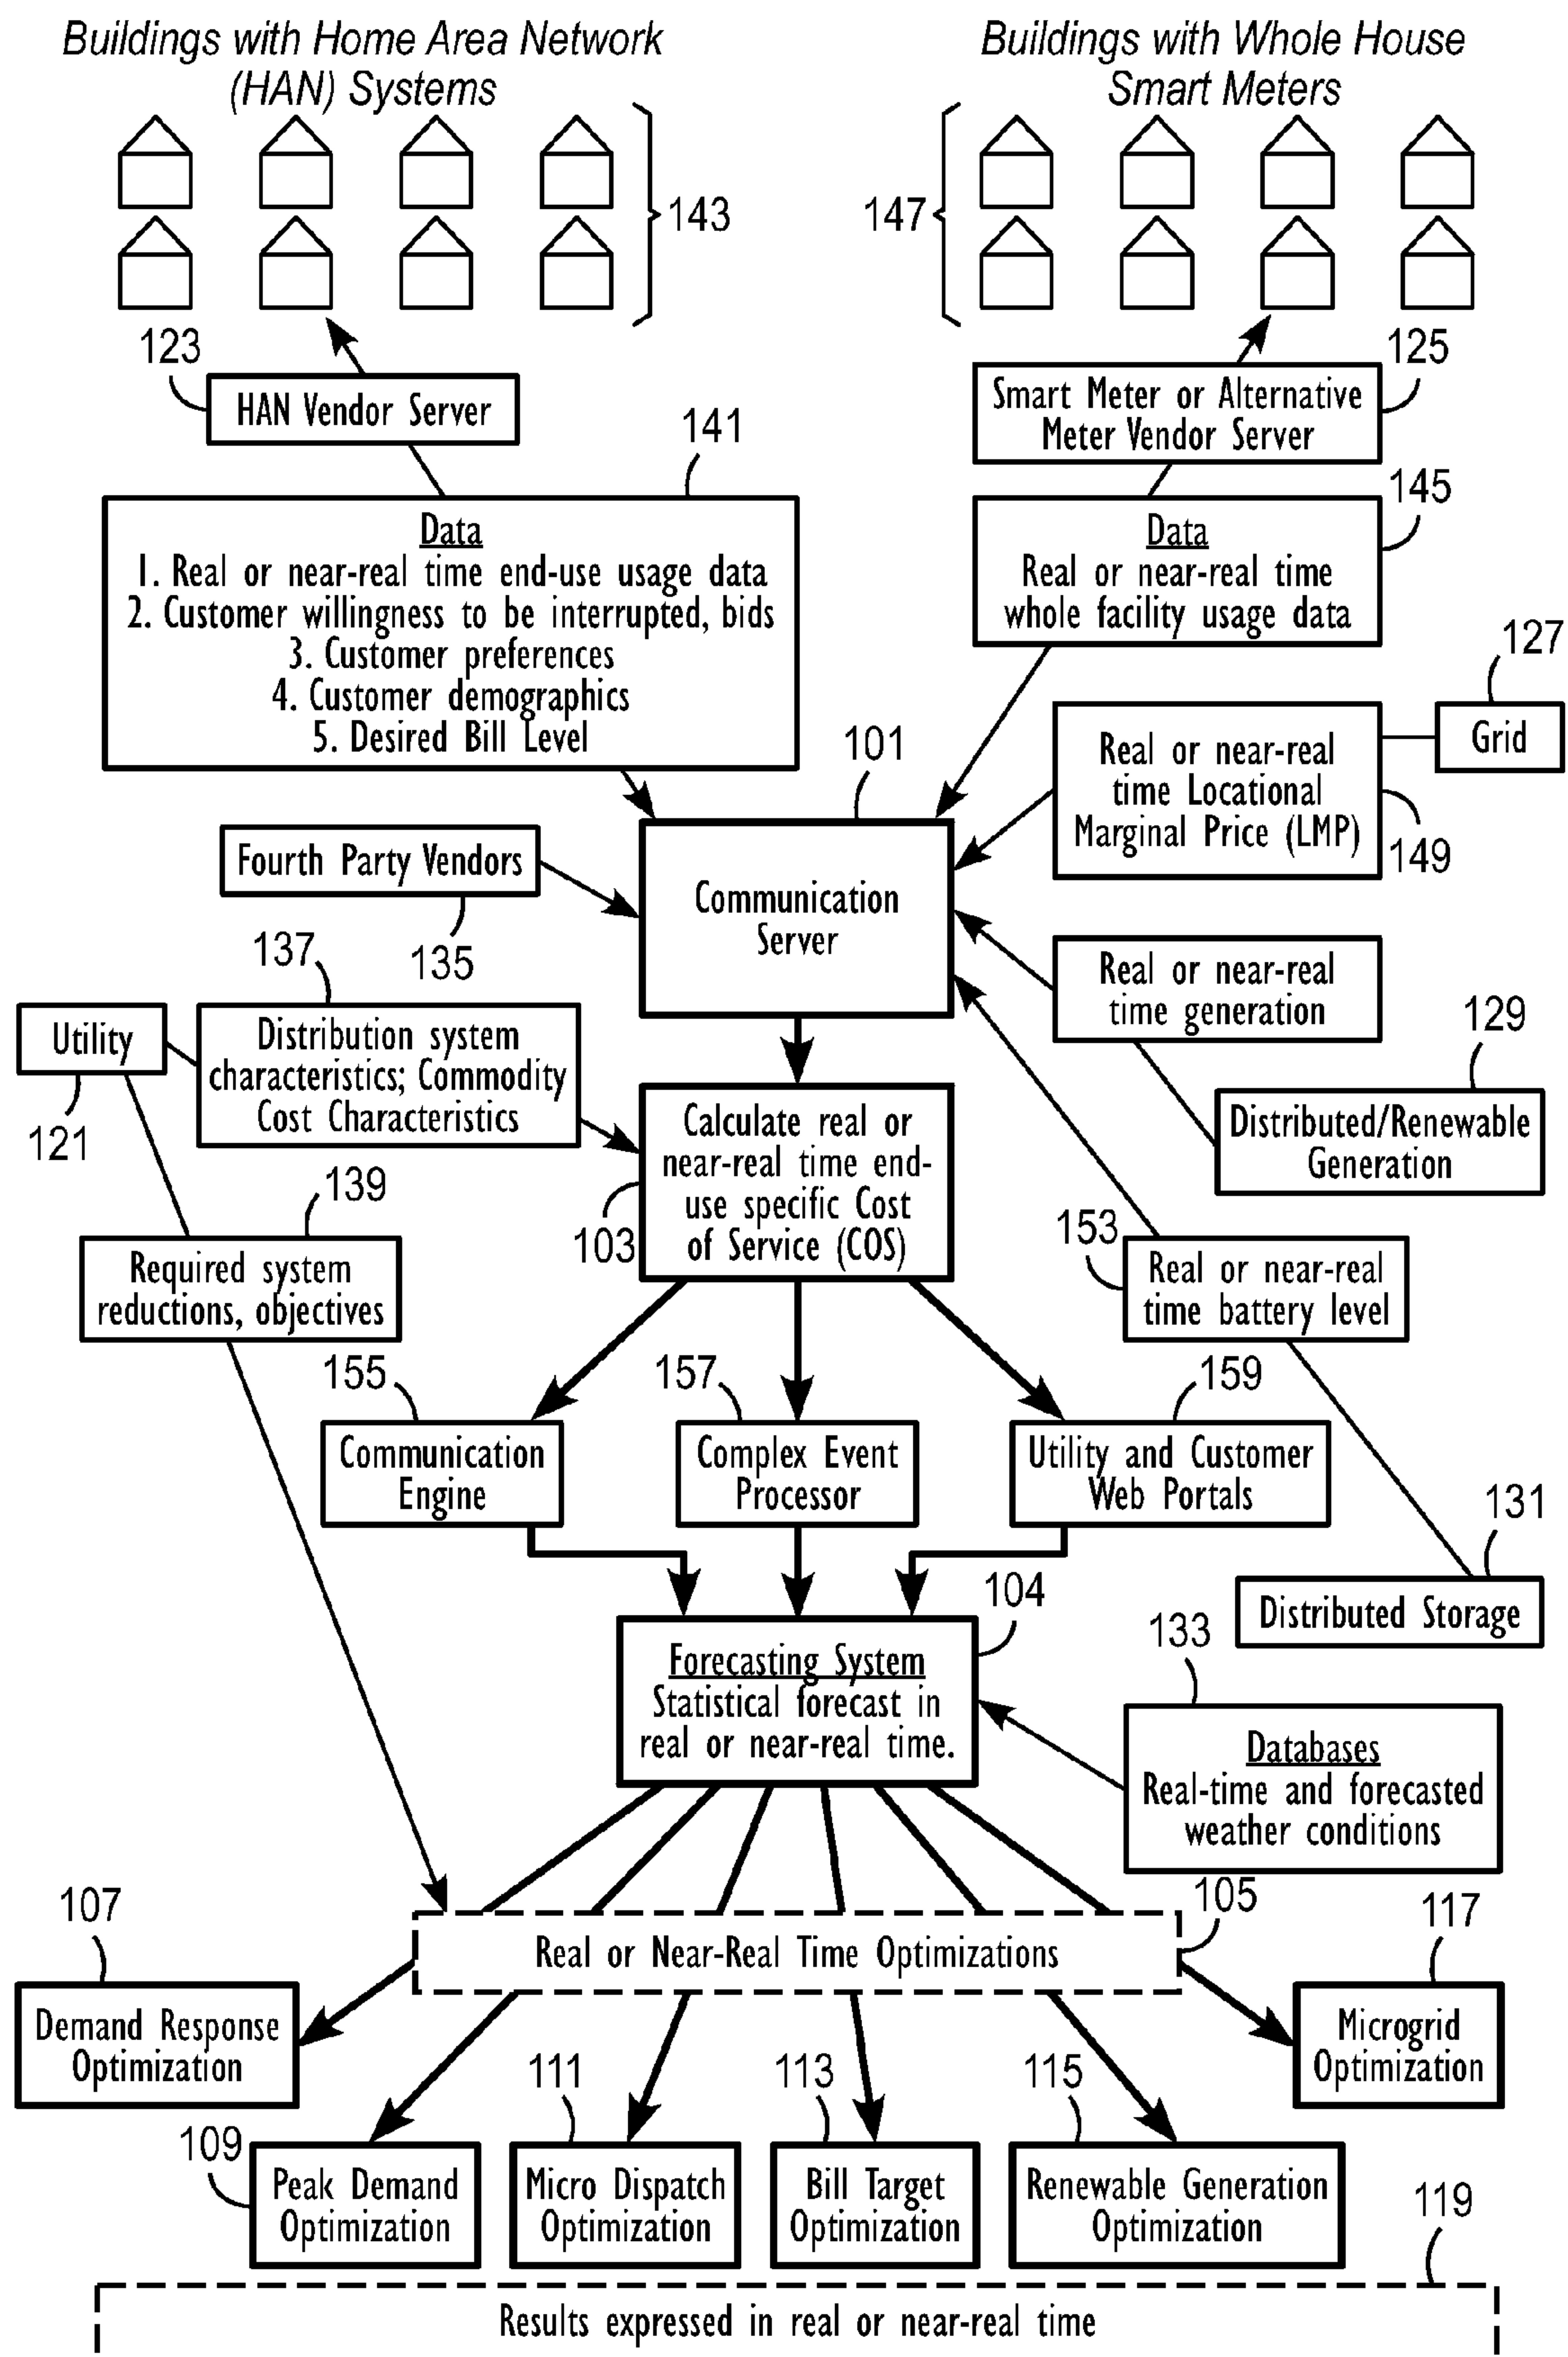 Buildings with Home Area Network
(HAN) Systems
Buildings with Whole House
Smart Meters
143
147
123
HAN Vendor Server
125
Smart Meter or Alternative
Meter Vendor Server
141
Data
1. Real or near-real time end-use usage data
2. Customer willingness to be interrupted, bids
3. Customer preferences
4. Customer demographics
5. Desired Bill Level
145
Data
Real or near-real time
whole facility usage data
127
Grid
Real or near-real
time Locational
Marginal Price (LMP)
149
101
Communication
Server
Fourth Party Vendors
135
137
Utility
121
Distribution system
characteristics; Commodity
Cost Characteristics
Real or near-real
time generation
129
Distributed/Renewable
Generation
Calculate real or
near-real time end-
use specific Cost
of Service (COS)
103
139
Required system
reductions, objectives
153
Real or near-real
time battery level
155
Communication
Engine
157
Complex Event
Processor
159
Utility and Customer
Web Portals
131
Distributed Storage
104
Forecasting System
Statistical forecast in
real or near-real time.
133
Databases
Real-time and forecasted
weather conditions
105
Real or Near-Real Time Optimizations
107
Demand Response
Optimization
117
Microgrid
Optimization
109
Peak Demand
Optimization
111
Micro Dispatch
Optimization
113
Bill Target
Optimization
115
Renewable Generation
Optimization
119
Results expressed in real or near-real time